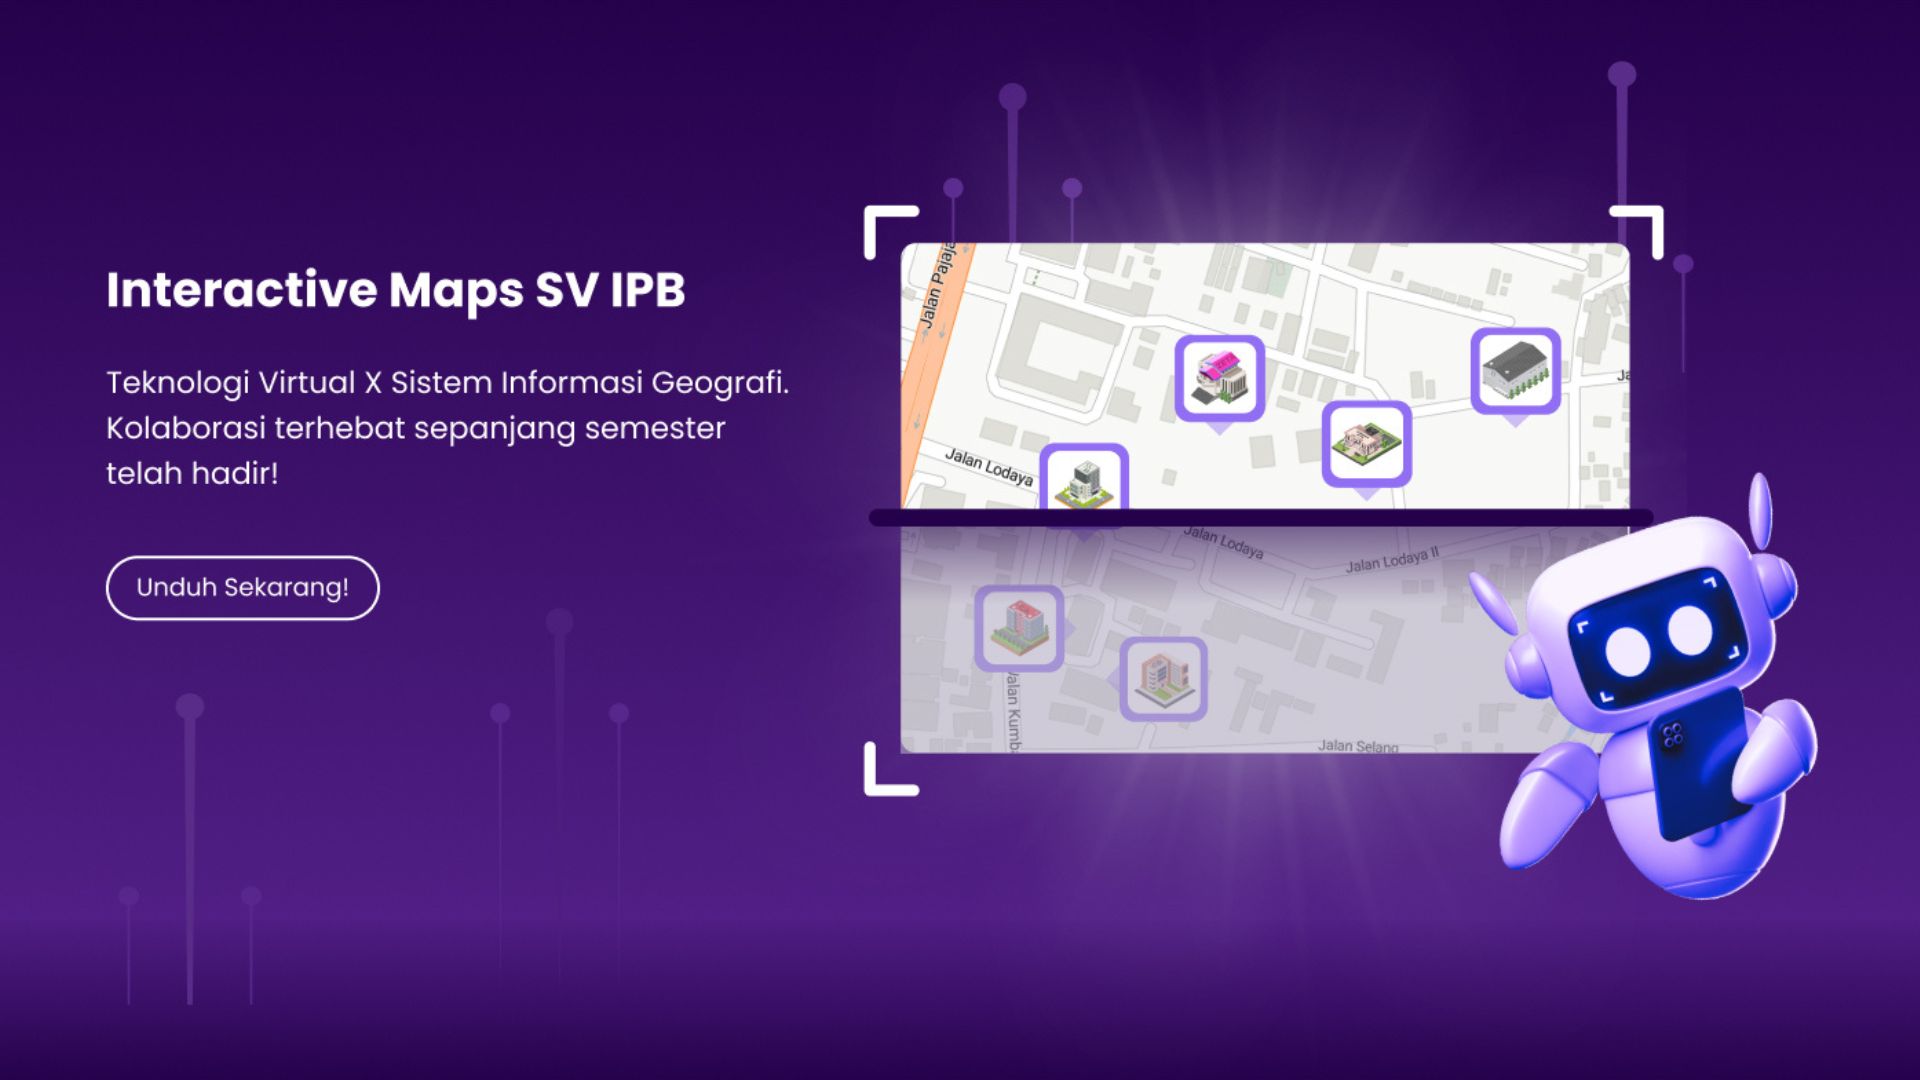 Interactive Maps SV IPB
Teknologi Virtual X Sistem Informasi Geografi.
Kolaborasi terhebat sepanjang semester
telah hadir!
Unduh Sekarang!
Jalan Pajaja
Jalan Lodaya
Ja
Jalan Lodaya
Jalan Lodaya II
Jalan Kumb
Jalan Selang